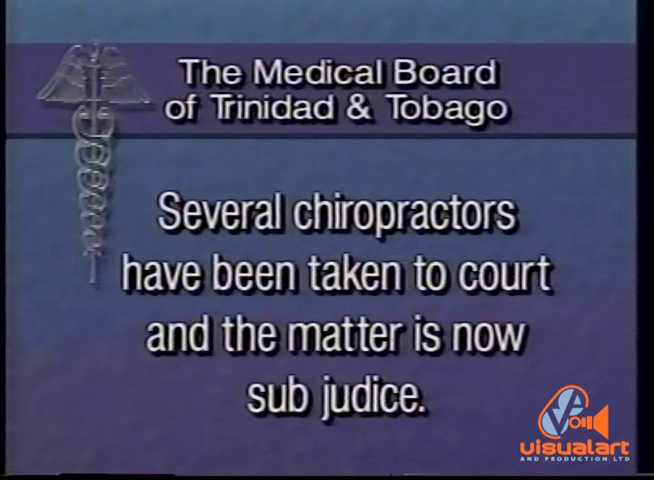 The Medical Board
of Trinidad & Tobago
Several chiropractors
have been taken to court
and the matter is now
sub judice.
VA
visualart
AND PRODUCTION LTD